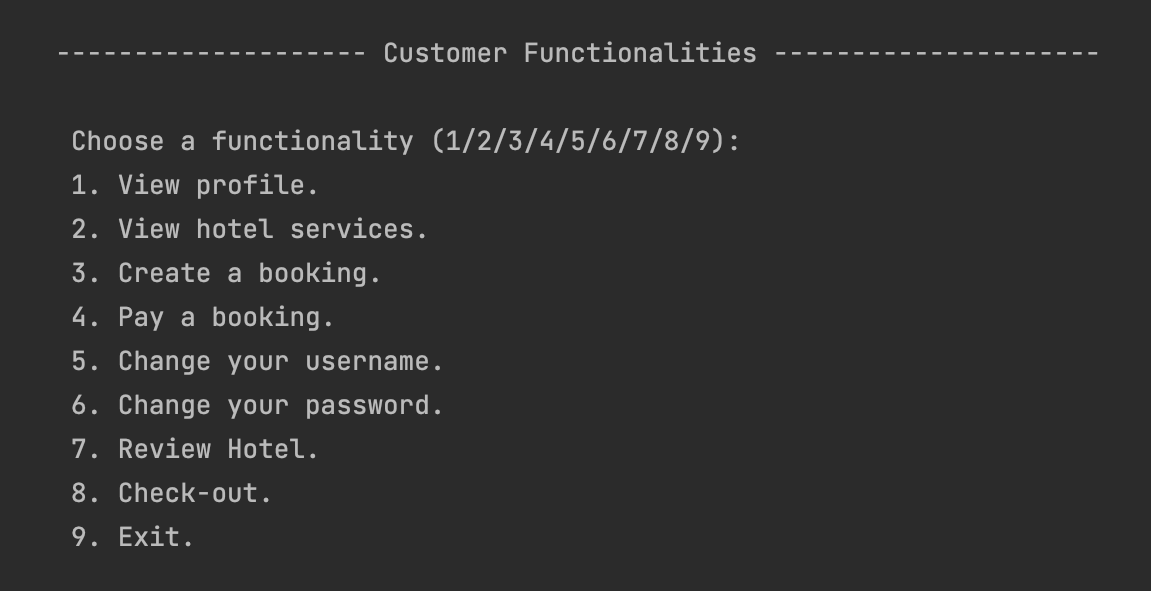 -------------------- Customer Functionalities ---------------------
Choose a functionality (1/2/3/4/5/6/7/8/9):
1. View profile.
2. View hotel services.
3. Create a booking.
4. Pay a booking.
5. Change your username.
6. Change your password.
7. Review Hotel.
8. Check-out.
9. Exit.